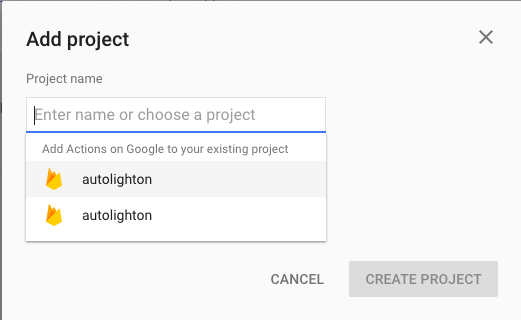 Add project
Project name
Enter name or choose a project
Add Actions on Google to your existing project
autolighton
autolighton
CANCEL
CREATE PROJECT